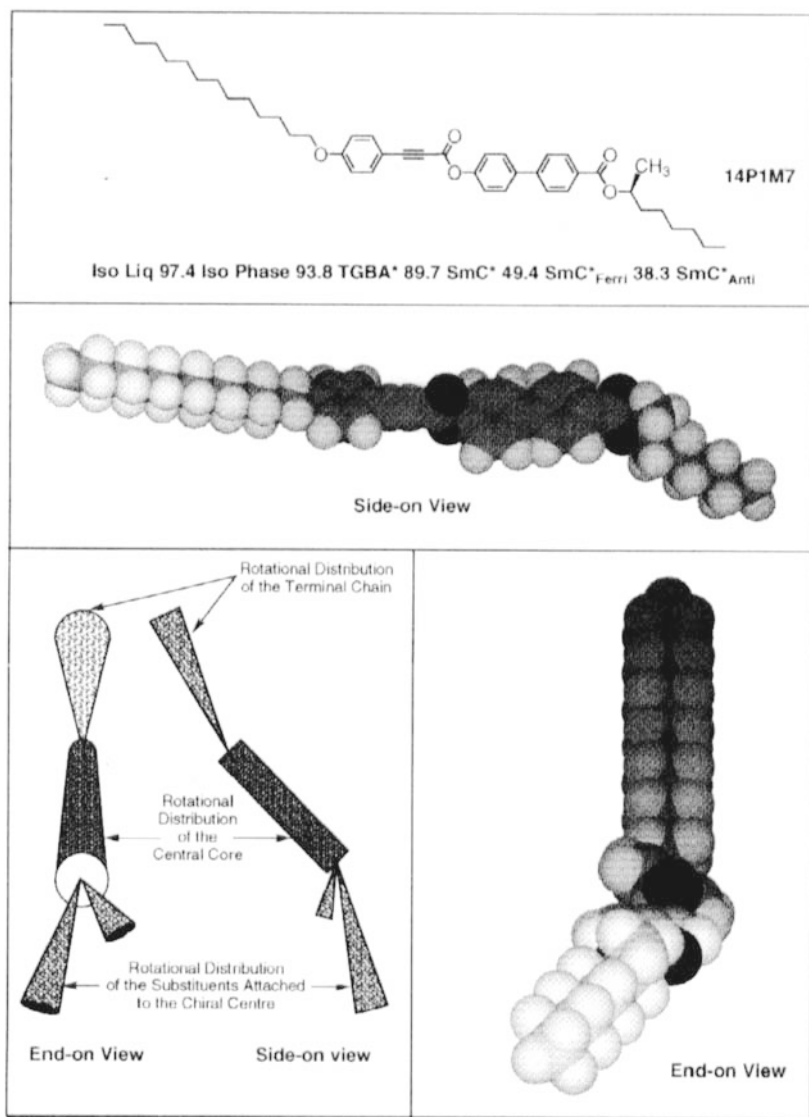 O
O
O
O
O
CH3
14P1M7
Iso Liq 97.4 Iso Phase 93.8 TGBA* 89.7 SmC* 49.4 SmC*Ferri 38.3 SmC*Anti
Side-on View
Rotational Distribution
of the Terminal Chain
Rotational
Distribution
of the
Central Core
Rotational Distribution
of the Substituents Attached
to the Chiral Centre
End-on View
Side-on view
End-on View